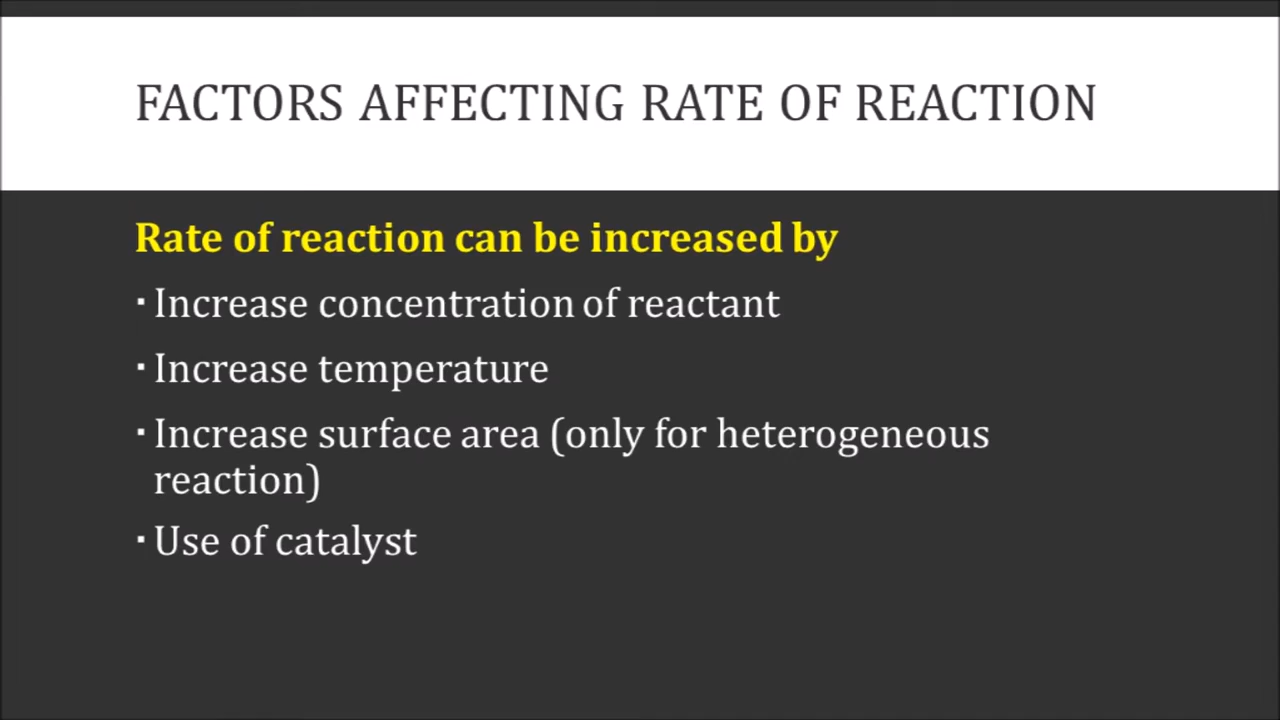 FACTORS AFFECTING RATE OF REACTION
Rate of reaction can be increased by
▪ Increase concentration of reactant
▪ Increase temperature
▪ Increase surface area (only for heterogeneous
reaction)
▪ Use of catalyst